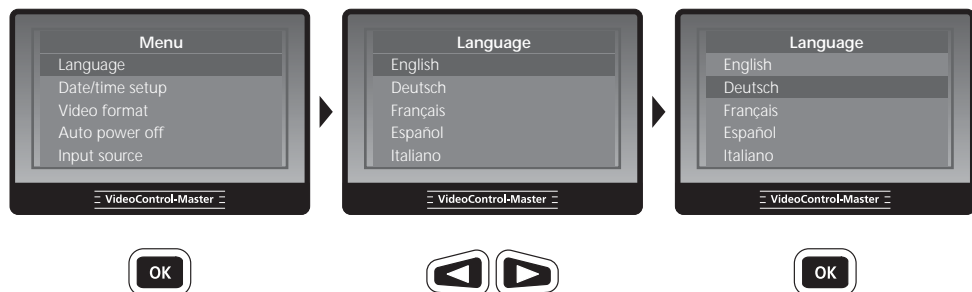 Menu
Language
Date/time setup
Video format
Auto power off
Input source
VideoControl-Master
Language
English
Deutsch
Français
Español
Italiano
VideoControl-Master
Language
English
Deutsch
Français
Español
Italiano
VideoControl-Master
OK
OK